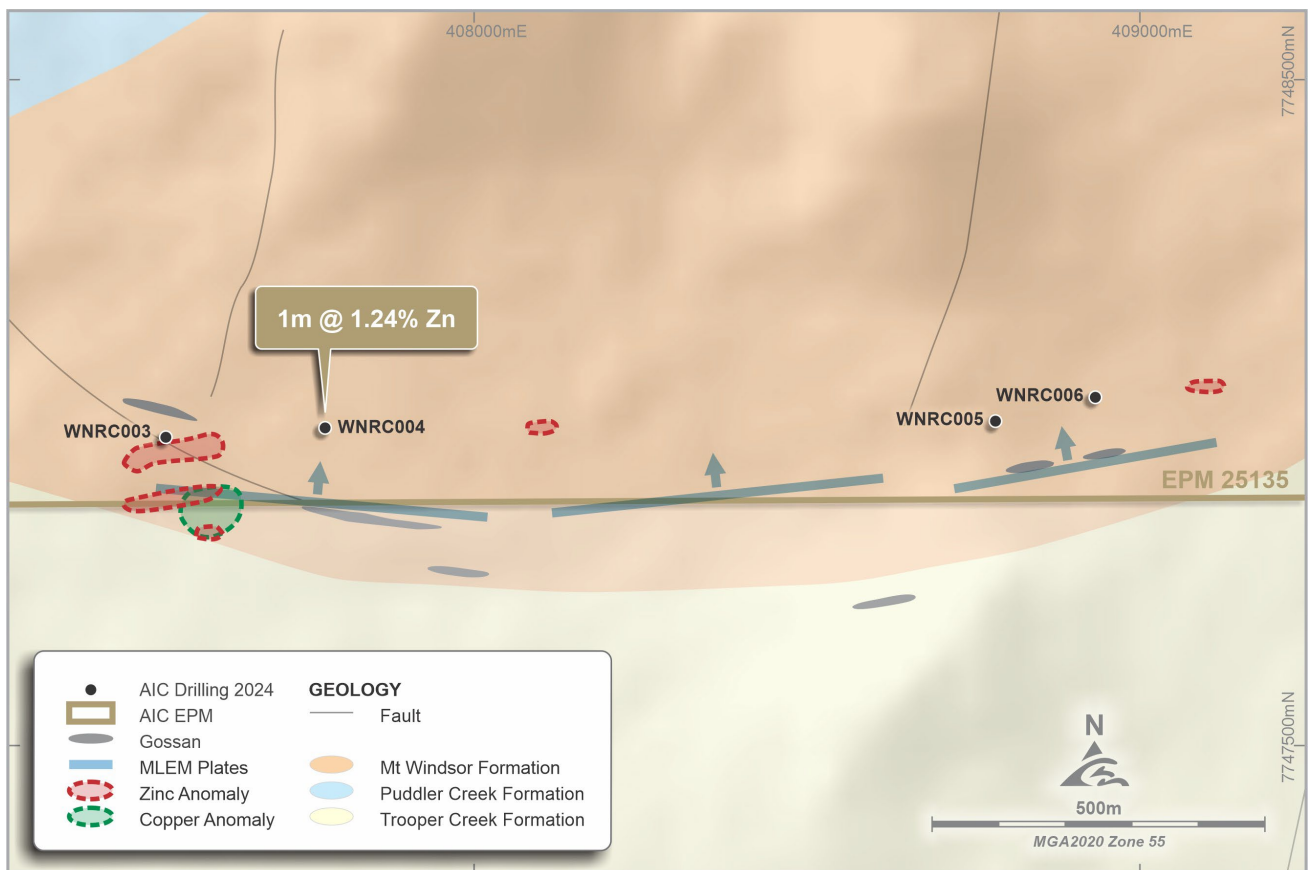 408000mE
409000mE
7748500mN
1m @ 1.24% Zn
WNRC006
WNRC005
WNRC003
WNRC004
EPM 25135
AIC Drilling 2024
AIC EPM
Gossan
MLEM Plates
Zinc Anomaly
Copper Anomaly
GEOLOGY
Fault
Mt Windsor Formation
Puddler Creek Formation
Trooper Creek Formation
7747500mN
N
500m
MGA2020 Zone 55